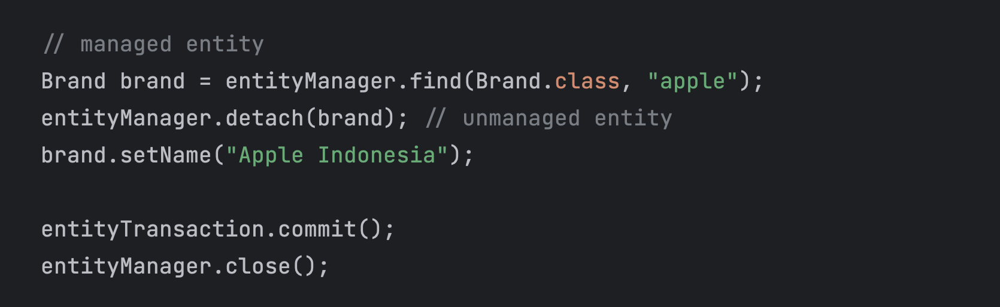 // managed entity
Brand brand = entityManager.find(Brand.class, "apple");
entityManager.detach(brand); // unmanaged entity
brand.setName("Apple Indonesia");
entityTransaction.commit();
entityManager.close();